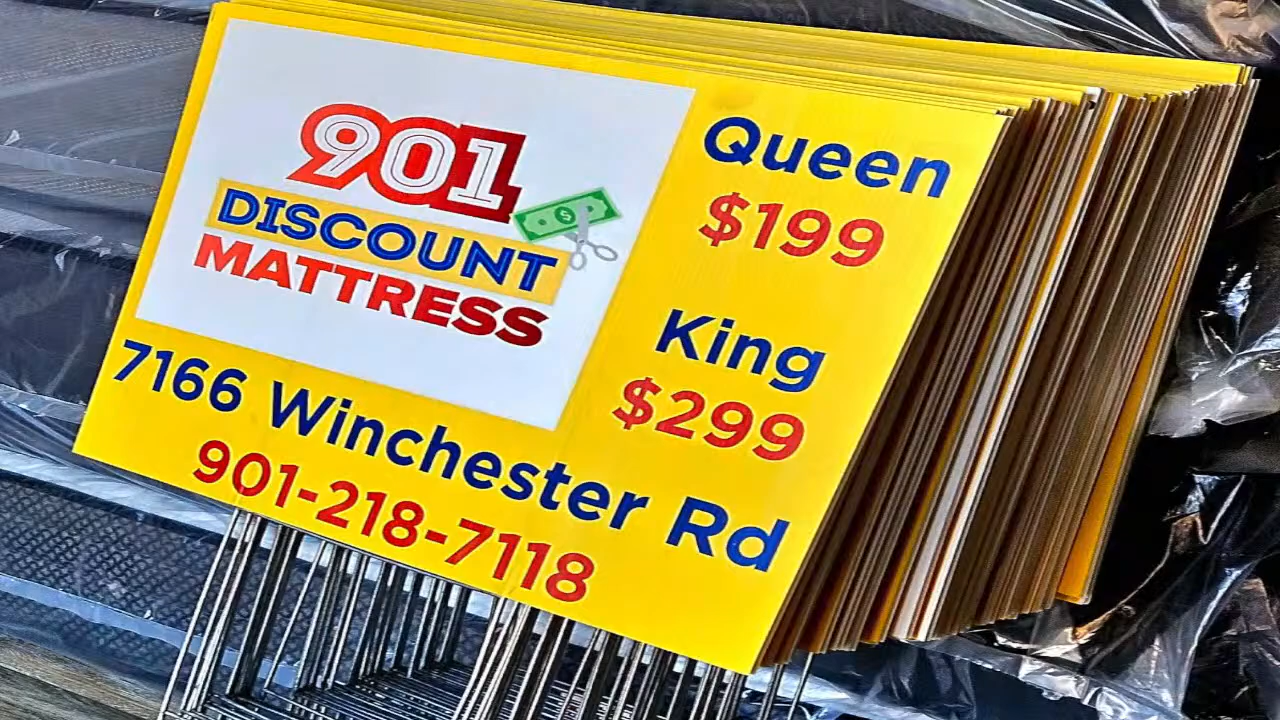 901
DISCOUNT
MATTRESS
Queen
$199
King
$299
7166 Winchester Rd
901-218-7118